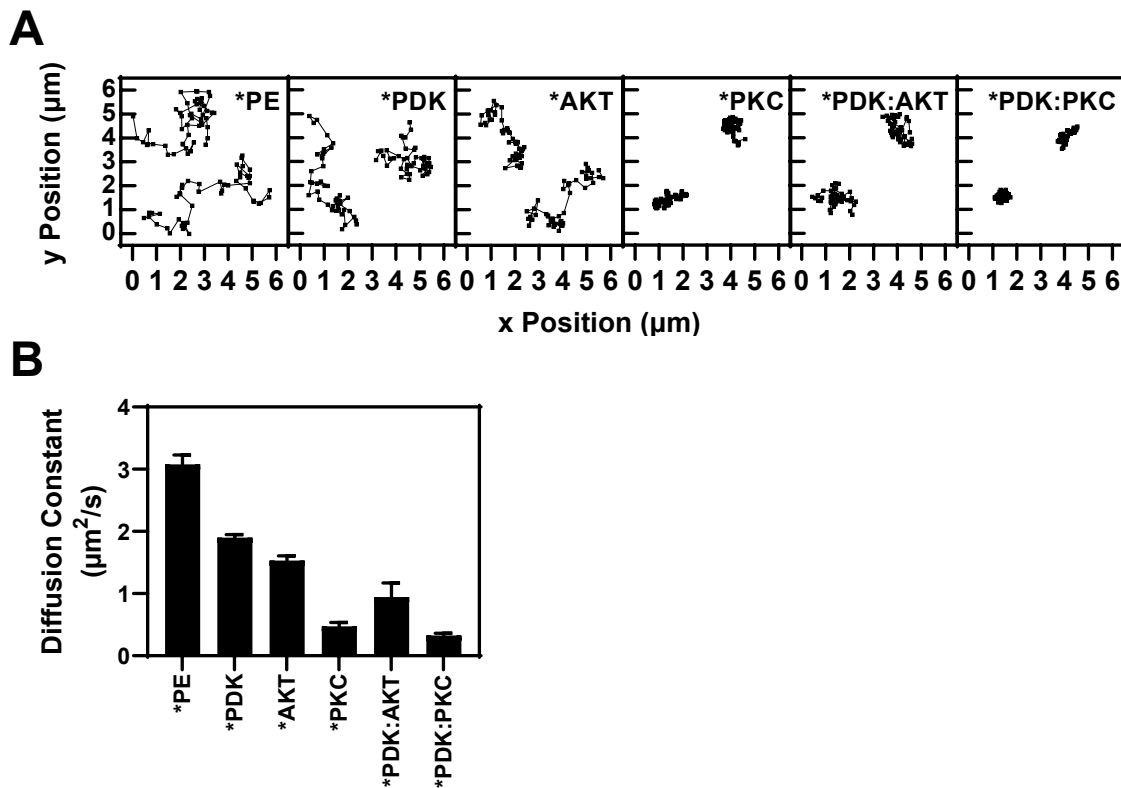 A
y Position (µm)
6
5
4
3
2
1
0
*PE
*PDK
*AKT
*PKC
*PDK:AKT
*PDK:PKC
0 1 2 3 4 5 6
0 1 2 3 4 5 6
0 1 2 3 4 5 6
0 1 2 3 4 5 6
0 1 2 3 4 5 6
0 1 2 3 4 5 6
x Position (µm)
B
Diffusion Constant
(µm²/s)
4
3
2
1
0
*PE
*PDK
*AKT
*PKC
*PDK:AKT
*PDK:PKC